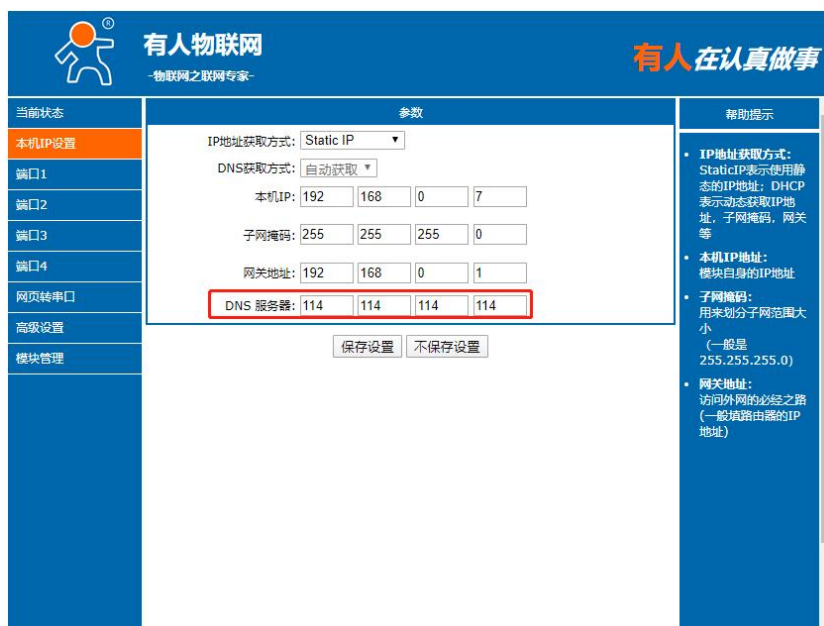 ®
有人物联网
-物联网之联网专家-
有人在认真做事
当前状态
本机IP设置
端口1
端口2
端口3
端口4
网页转串口
高级设置
模块管理
参数
IP地址获取方式: Static IP
DNS获取方式: 自动获取
本机IP: 192 168 0 7
子网掩码: 255 255 255 0
网关地址: 192 168 0 1
DNS 服务器: 114 114 114 114
保存设置 不保存设置
帮助提示
• IP地址获取方式:
StaticIP表示使用静
态的IP地址; DHCP
表示动态获取IP地
址, 子网掩码, 网关
等
• 本机IP地址:
模块自身的IP地址
• 子网掩码:
用来划分子网范围大
小
(一般是
255.255.255.0)
• 网关地址:
访问外网的必经之路
(一般填路由器的IP
地址)